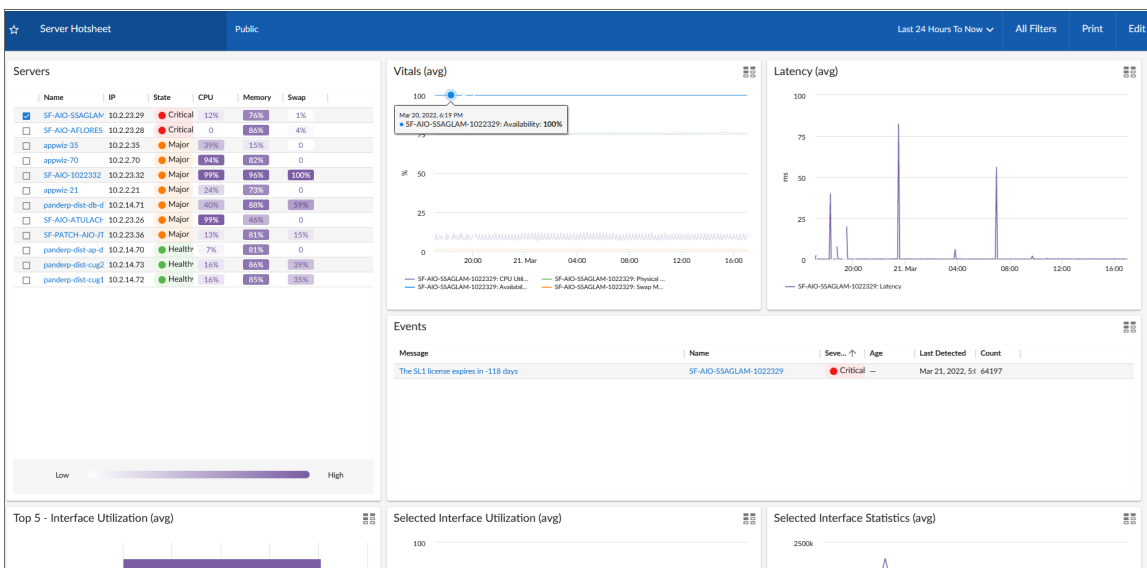 Server Hotsheet Public Last 24 Hours To Now All Filters Print Edit
Servers
Name IP State CPU Memory Swap
SF-AIO-SSAGLAM 10.2.23.29 Critical 12% 76% 1%
SF-AIO-AFLORES- 10.2.23.28 Critical 0 86% 4%
appwiz-35 10.2.2.35 Major 39% 15% 0
appwiz-70 10.2.2.70 Major 94% 82% 0
SF-AIO-1022332 10.2.23.32 Major 99% 96% 100%
appwiz-21 10.2.2.21 Major 24% 73% 0
panderp-dist-db-d 10.2.14.71 Major 40% 88% 59%
SF-AIO-ATULACH 10.2.23.26 Major 99% 46% 0
SF-PATCH-AIO-JT 10.2.23.36 Major 13% 81% 15%
panderp-dist-ap-d 10.2.14.70 Healthy 7% 81% 0
panderp-dist-cug2 10.2.14.73 Healthy 16% 86% 39%
panderp-dist-cug1 10.2.14.72 Healthy 16% 85% 35%
Low High
Vitals (avg)
100
Mar 20, 2022, 6:19 PM
SF-AIO-SSAGLAM-1022329: Availability: 100%
75
%
50
25
0
20:00 21. Mar 04:00 08:00 12:00 16:00
SF-AIO-SSAGLAM-1022329: CPU Util... SF-AIO-SSAGLAM-1022329: Physical ...
SF-AIO-SSAGLAM-1022329: Availabil... SF-AIO-SSAGLAM-1022329: Swap M...
Latency (avg)
100
75
ms
50
25
0
20:00 21. Mar 04:00 08:00 12:00 16:00
SF-AIO-SSAGLAM-1022329: Latency
Events
Message Name Seve... Age Last Detected Count
The SL1 license expires in -118 days SF-AIO-SSAGLAM-1022329 Critical – Mar 21, 2022, 5:0 64197
Top 5 - Interface Utilization (avg)
Selected Interface Utilization (avg)
100
Selected Interface Statistics (avg)
2500k